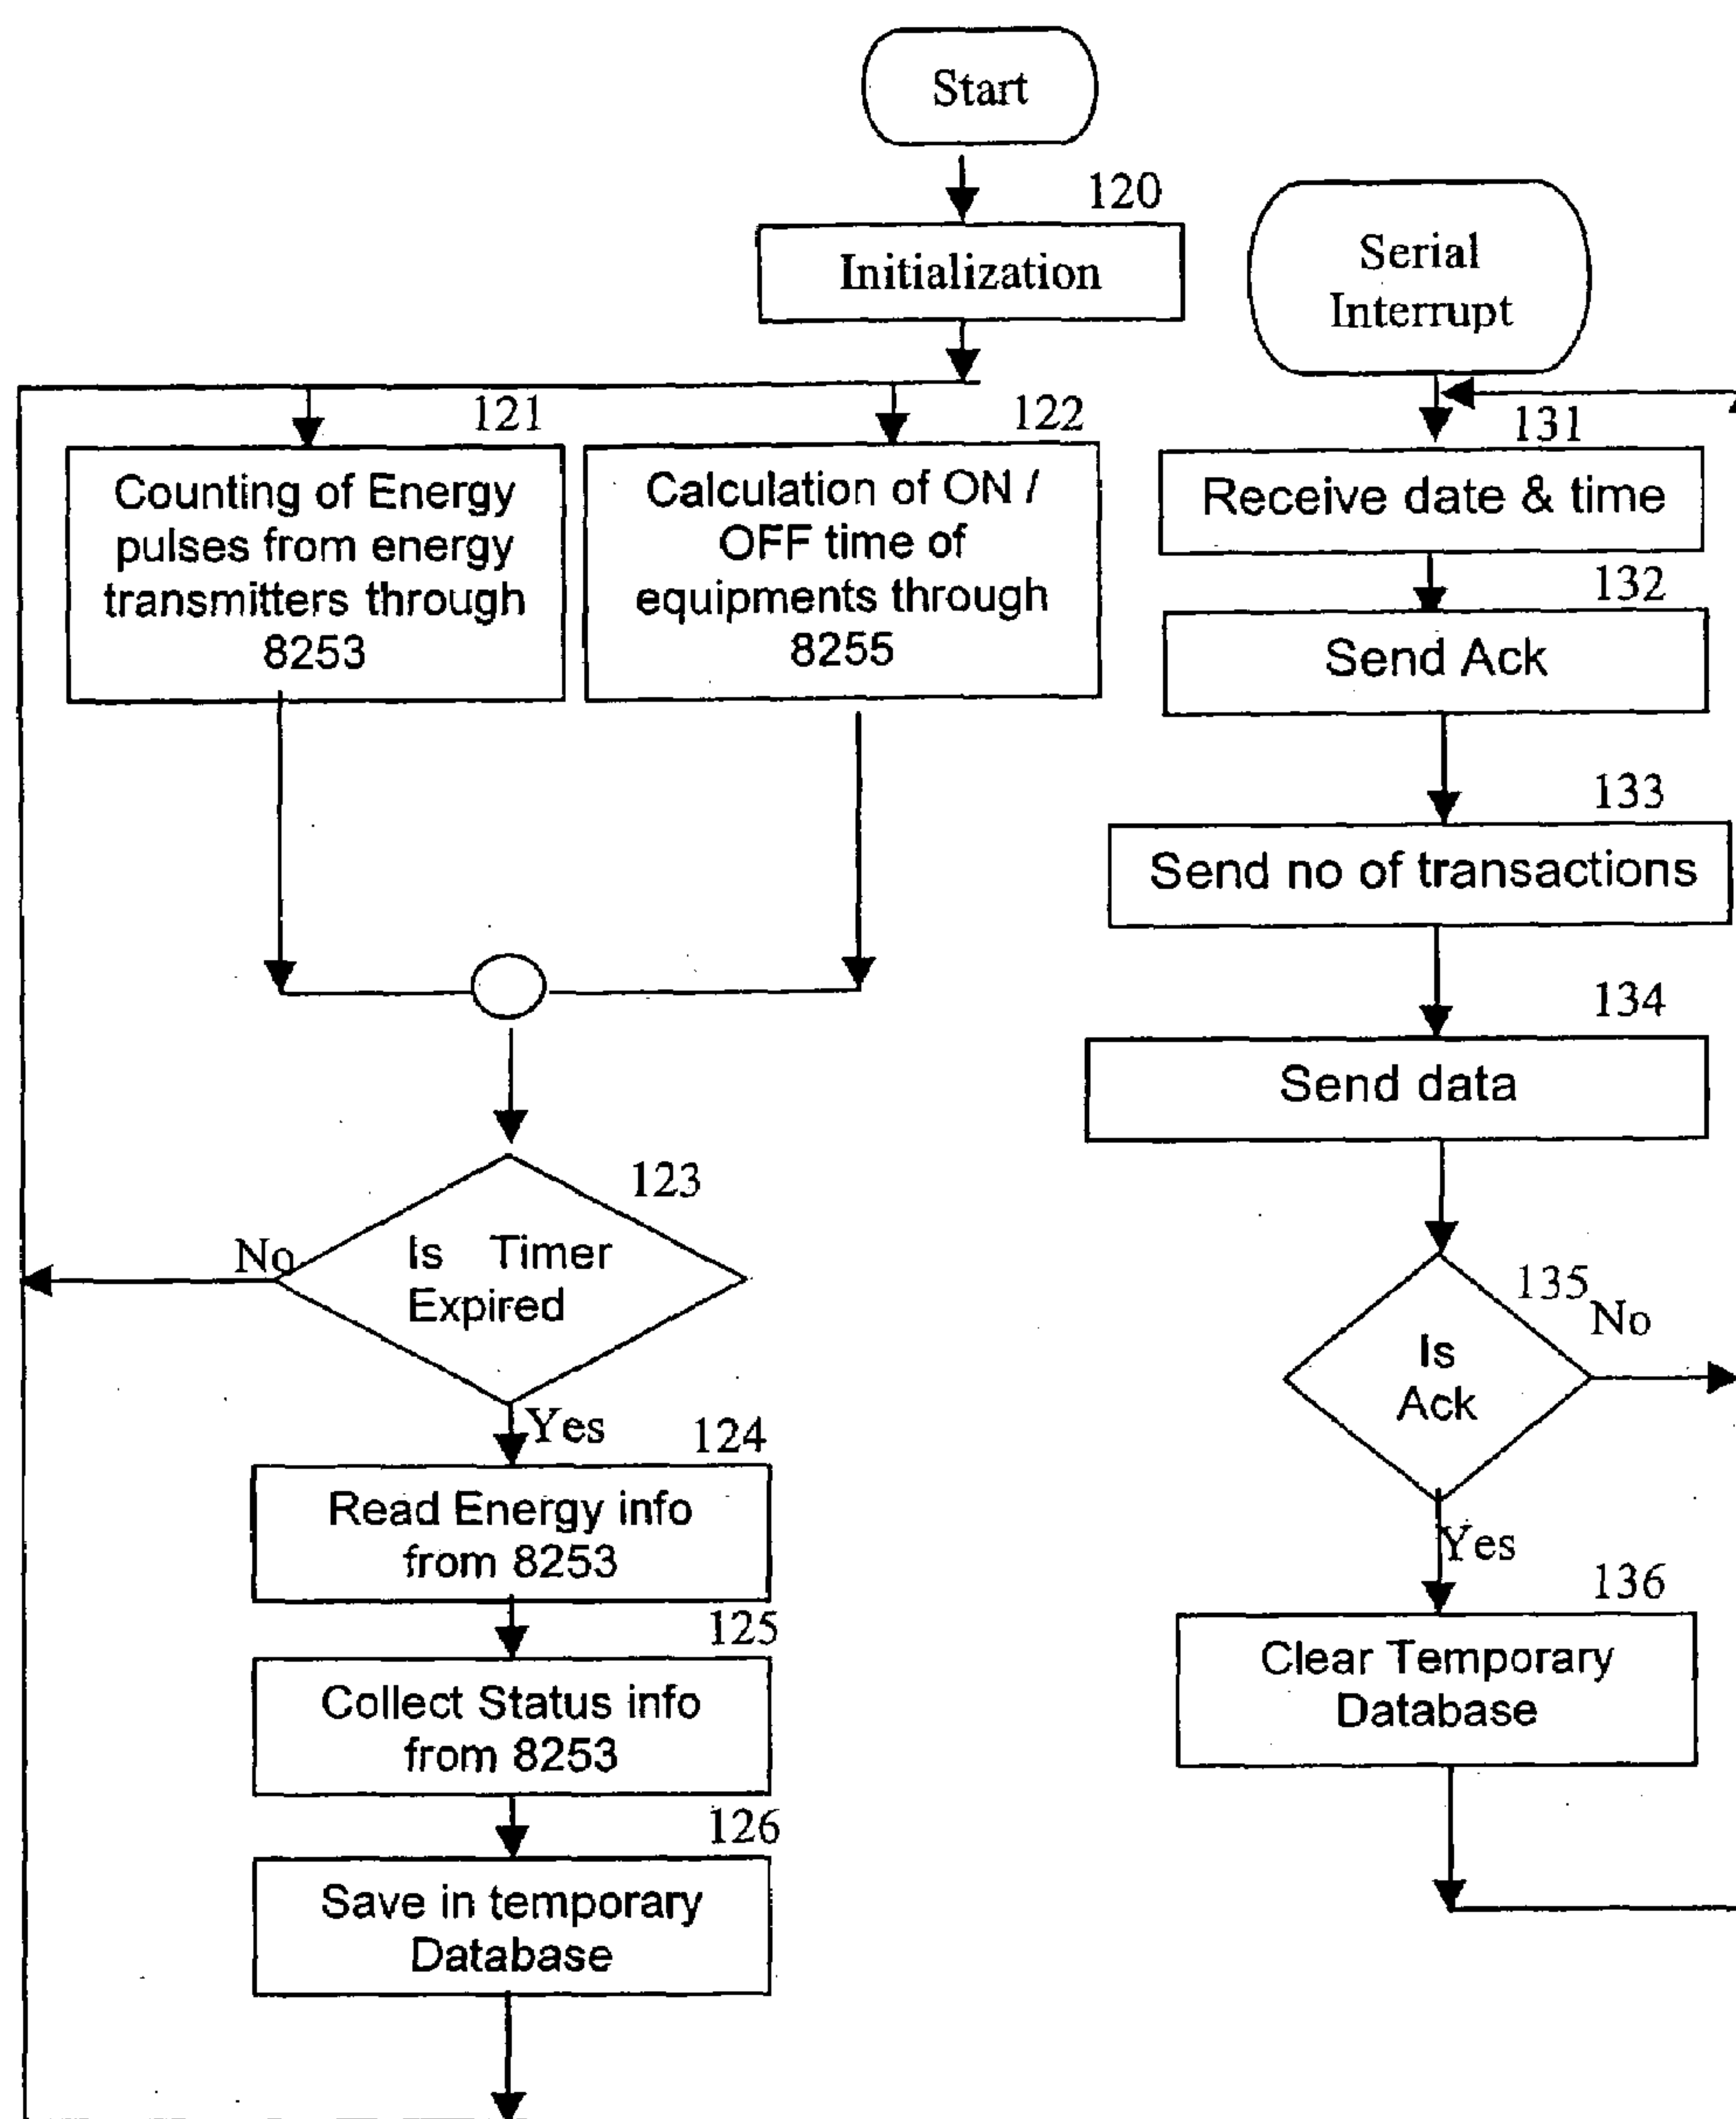 Start
120
Initialization
121
Counting of Energy
pulses from energy
transmitters through
8253
122
Calculation of ON /
OFF time of
equipments through
8255
123
Is Timer
Expired
No
Yes
124
Read Energy info
from 8253
125
Collect Status info
from 8253
126
Save in temporary
Database
Serial
Interrupt
131
Receive date & time
132
Send Ack
133
Send no of transactions
134
Send data
135
Is
Ack
No
Yes
136
Clear Temporary
Database